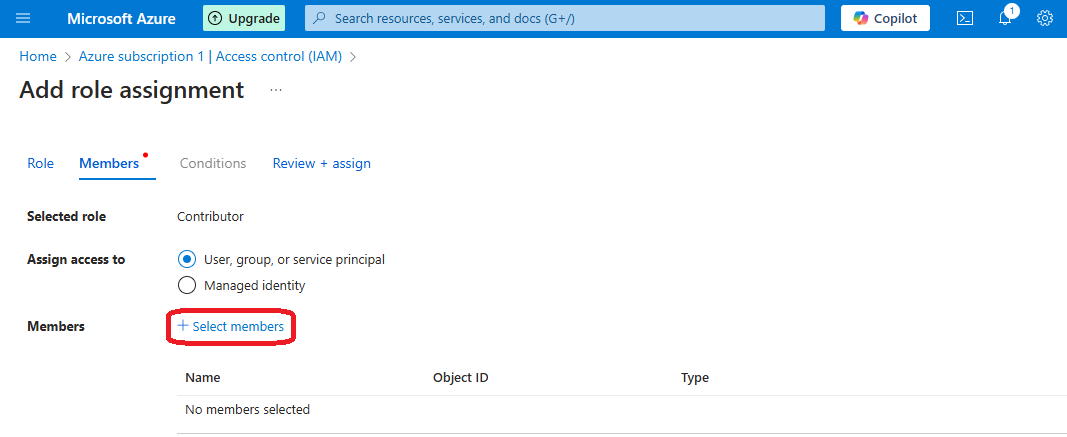 Microsoft Azure Upgrade Search resources, services, and docs (G+/) Copilot 1
Home > Azure subscription 1 | Access control (IAM) >
Add role assignment ...
Role Members Conditions Review + assign
Selected role Contributor
Assign access to User, group, or service principal
Managed identity
Members + Select members
Name Object ID Type
No members selected